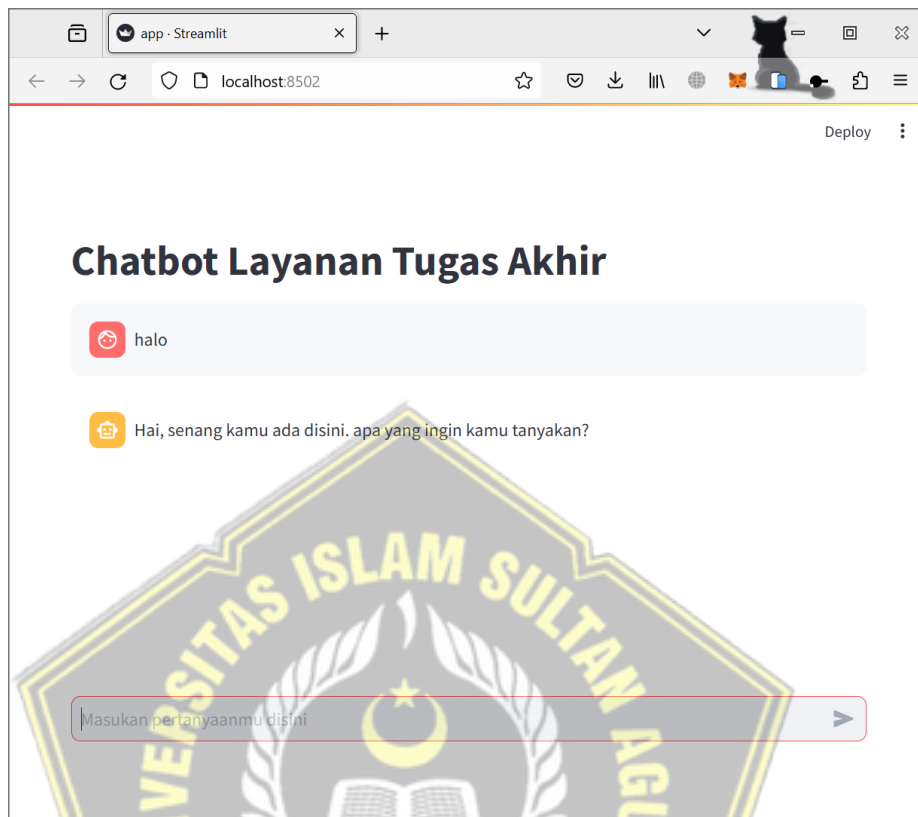 app · Streamlit
localhost:8502
Deploy
Chatbot Layanan Tugas Akhir
halo
Hai, senang kamu ada disini. apa yang ingin kamu tanyakan?
VERSITAS ISLAM SULTAN AGU
Masukan pertanyaanmu disini